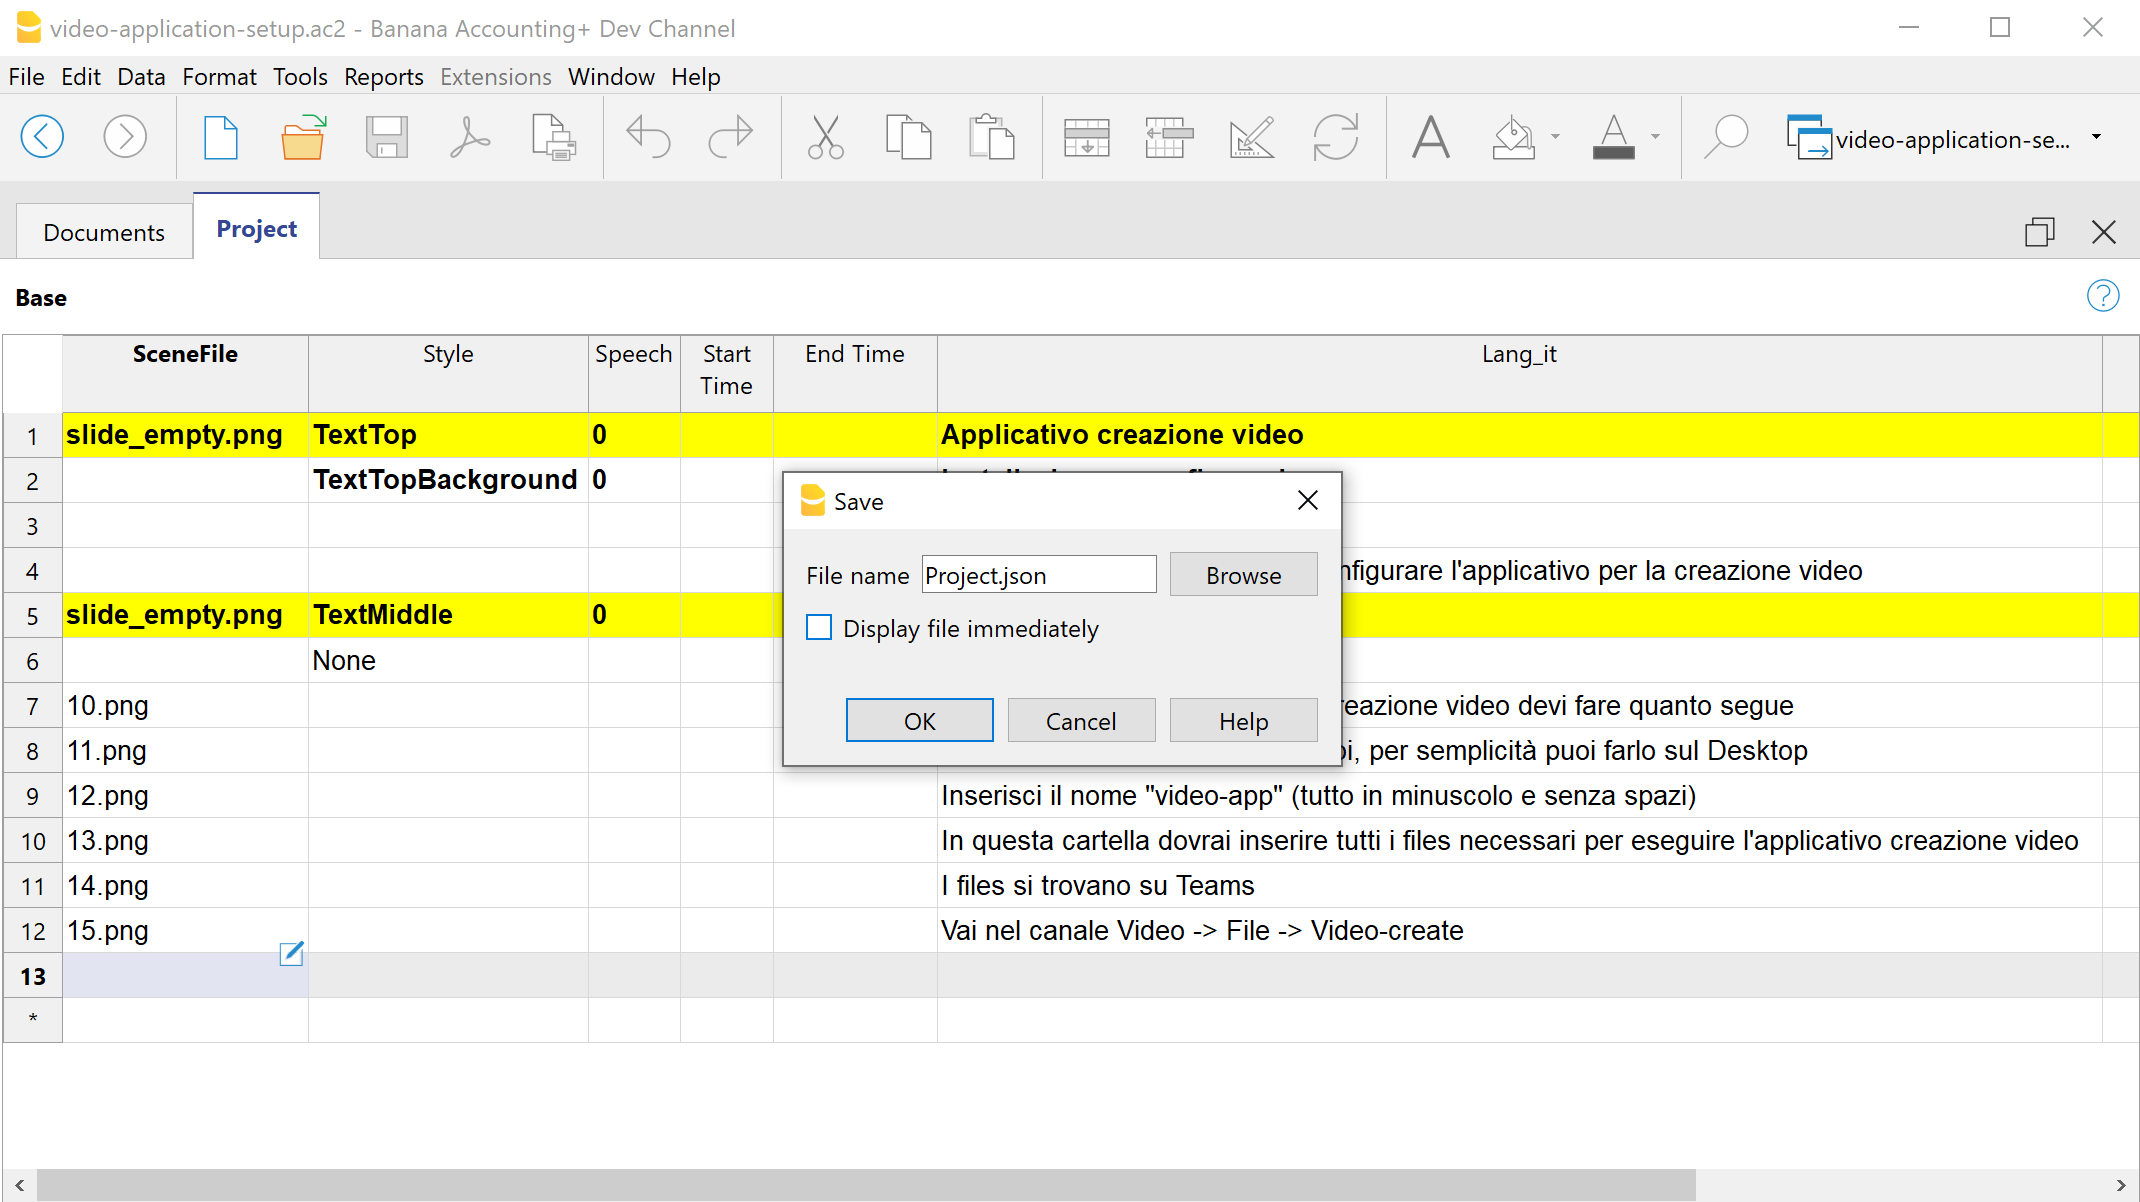 video-application-setup.ac2 - Banana Accounting+ Dev Channel
File Edit Data Format Tools Reports Extensions Window Help
video-application-se...
Documents Project
Base
SceneFile Style Speech Start Time End Time Lang_it
1 slide_empty.png TextTop 0 Applicativo creazione video
2 TextTopBackground 0
3
4 configurare l'applicativo per la creazione video
5 slide_empty.png TextMiddle 0
6 None
7 10.png creazione video devi fare quanto segue
8 11.png per semplicità puoi farlo sul Desktop
9 12.png Inserisci il nome "video-app" (tutto in minuscolo e senza spazi)
10 13.png In questa cartella dovrai inserire tutti i files necessari per eseguire l'applicativo creazione video
11 14.png I files si trovano su Teams
12 15.png Vai nel canale Video -> File -> Video-create
13
*
Save
File name Project.json Browse
Display file immediately
OK Cancel Help